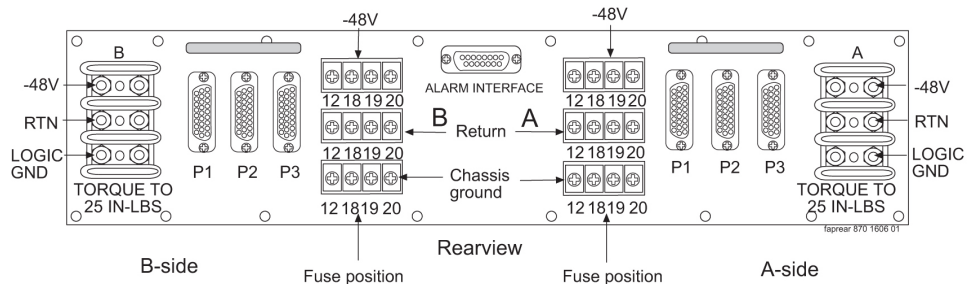 -48V
-48V
B
A
-48V
RTN
LOGIC
GND
TORQUE TO
25 IN-LBS
P1 P2 P3
12 18 19 20
12 18 19 20
12 18 19 20
ALARM INTERFACE
B Return A
Chassis
ground
12 18 19 20
12 18 19 20
12 18 19 20
P1 P2 P3
-48V
RTN
LOGIC
GND
TORQUE TO
25 IN-LBS
faprear 870 1606 01
Rearview
B-side
Fuse position
Fuse position
A-side